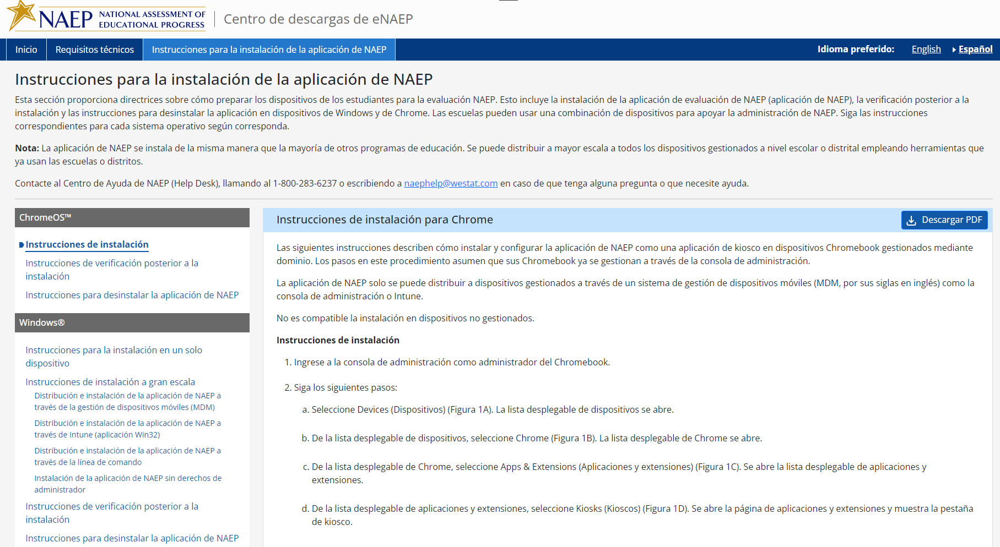 NAEP NATIONAL ASSESSMENT OF
EDUCATIONAL PROGRESS
Centro de descargas de eNAEP
Inicio
Requisitos técnicos
Instrucciones para la instalación de la aplicación de NAEP
Idioma preferido:
English
Español
Instrucciones para la instalación de la aplicación de NAEP
Esta sección proporciona directrices sobre cómo preparar los dispositivos de los estudiantes para la evaluación NAEP. Esto incluye la instalación de la aplicación de evaluación de NAEP (aplicación de NAEP), la verificación posterior a la
instalación y las instrucciones para desinstalar la aplicación en dispositivos de Windows y de Chrome. Las escuelas pueden usar una combinación de dispositivos para apoyar la administración de NAEP. Siga las instrucciones
correspondientes para cada sistema operativo según corresponda.
Nota: La aplicación de NAEP se instala de la misma manera que la mayoría de otros programas de educación. Se puede distribuir a mayor escala a todos los dispositivos gestionados a nivel escolar o distrital empleando herramientas que
ya usan las escuelas o distritos.
Contacte al Centro de Ayuda de NAEP (Help Desk), llamando al 1-800-283-6237 o escribiendo a naephelp@westat.com en caso de que tenga alguna pregunta o que necesite ayuda.
ChromeOS™
Instrucciones de instalación
Instrucciones de verificación posterior a la
instalación
Instrucciones para desinstalar la aplicación de NAEP
Windows®
Instrucciones para la instalación en un solo
dispositivo
Instrucciones de instalación a gran escala
Distribución e instalación de la aplicación de NAEP a
través de la gestión de dispositivos móviles (MDM)
Distribución e instalación de la aplicación de NAEP a
través de Intune (aplicación Win32)
Distribución e instalación de la aplicación de NAEP a
través de la línea de comando
Instalación de la aplicación de NAEP sin derechos de
administrador
Instrucciones de verificación posterior a la
instalación
Instrucciones para desinstalar la aplicación de NAEP
Instrucciones de instalación para Chrome
Descargar PDF
Las siguientes instrucciones describen cómo instalar y configurar la aplicación de NAEP como una aplicación de kiosco en dispositivos Chromebook gestionados mediante
dominio. Los pasos en este procedimiento asumen que sus Chromebook ya se gestionan a través de la consola de administración.
La aplicación de NAEP solo se puede distribuir a dispositivos gestionados a través de un sistema de gestión de dispositivos móviles (MDM, por sus siglas en inglés) como la
consola de administración o Intune.
No es compatible la instalación en dispositivos no gestionados.
Instrucciones de instalación
1. Ingrese a la consola de administración como administrador del Chromebook.
2. Siga los siguientes pasos:
a. Seleccione Devices (Dispositivos) (Figura 1A). La lista desplegable de dispositivos se abre.
b. De la lista desplegable de dispositivos, seleccione Chrome (Figura 1B). La lista desplegable de Chrome se abre.
c. De la lista desplegable de Chrome, seleccione Apps & Extensions (Aplicaciones y extensiones) (Figura 1C). Se abre la lista desplegable de aplicaciones y
extensiones.
d. De la lista desplegable de aplicaciones y extensiones, seleccione Kiosks (Kioscos) (Figura 1D). Se abre la página de aplicaciones y extensiones y muestra la pestaña
de kiosco.